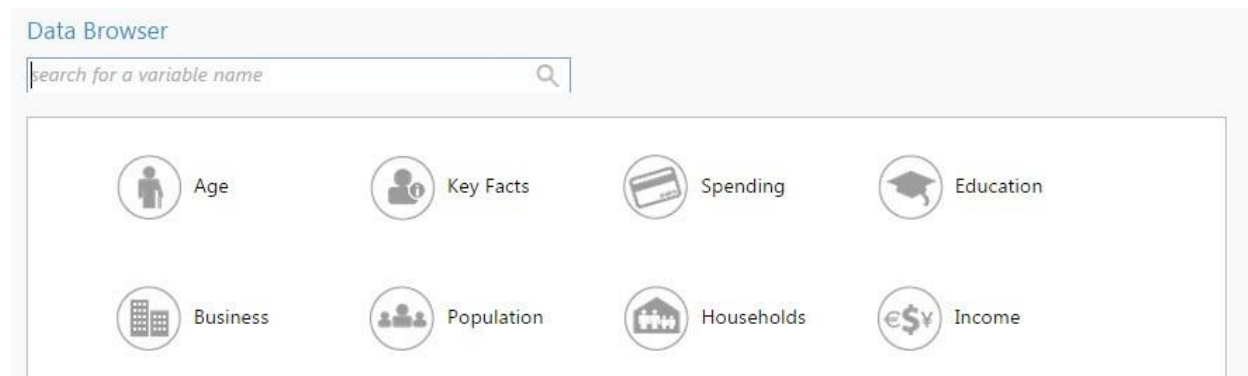 Data Browser
search for a variable name
Age Key Facts Spending Education
Business Population Households Income
€$¥